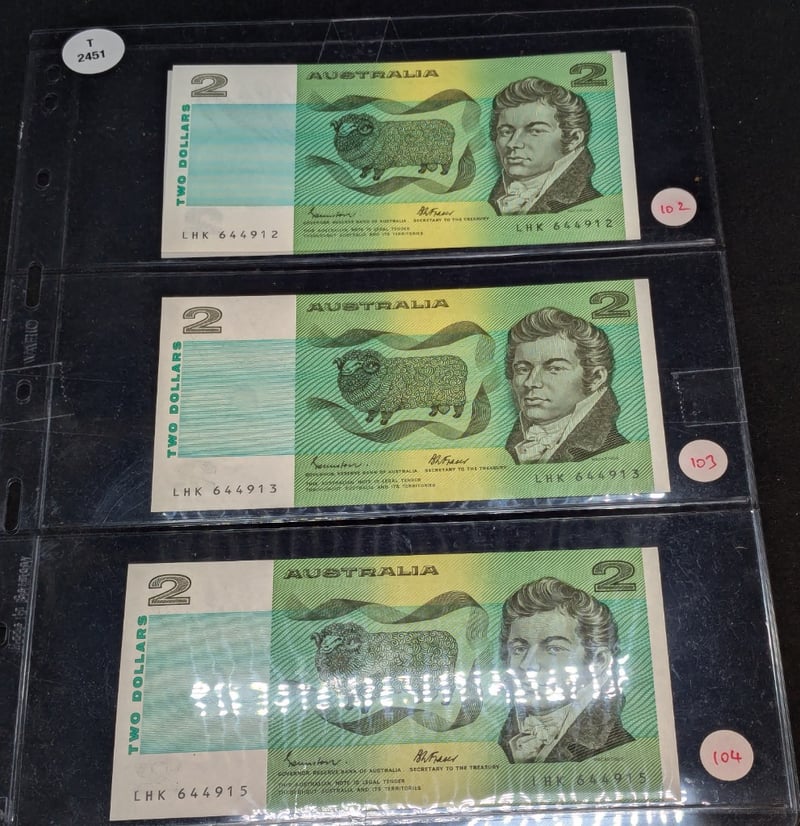 T
2451
2 AUSTRALIA 2
TWO DOLLARS
GOVERNOR RESERVE BANK OF AUSTRALIA SECRETARY TO THE TREASURY
THIS AUSTRALIAN NOTE IS LEGAL TENDER
THROUGHOUT AUSTRALIA AND ITS TERRITORIES
LHK 644912 LHK 644912
102
2 AUSTRALIA 2
TWO DOLLARS
GOVERNOR RESERVE BANK OF AUSTRALIA SECRETARY TO THE TREASURY
THIS AUSTRALIAN NOTE IS LEGAL TENDER
THROUGHOUT AUSTRALIA AND ITS TERRITORIES
LHK 644913 LHK 644913
103
2 AUSTRALIA 2
TWO DOLLARS
GOVERNOR RESERVE BANK OF AUSTRALIA SECRETARY TO THE TREASURY
THIS AUSTRALIAN NOTE IS LEGAL TENDER
THROUGHOUT AUSTRALIA AND ITS TERRITORIES
LHK 644915 LHK 644915
104